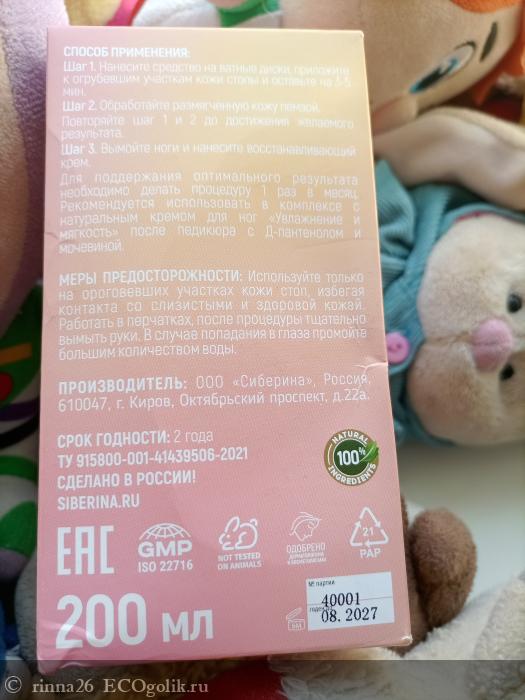 СПОСОБ ПРИМЕНЕНИЯ:
Шаг 1. Нанесите средство на ватные диски, приложите
к огрубевшим участкам кожи стопы и оставьте на 3-5
мин.
Шаг 2. Обработайте размягченную кожу пемзой.
Повторяйте шаг 1 и 2 до достижения желаемого
результата.
Шаг 3. Вымойте ноги и нанесите восстанавливающий
крем.
Для поддержания оптимального результата
необходимо делать процедуру 1 раз в месяц.
Рекомендуется использовать в комплексе с
натуральным кремом для ног «Увлажнение и
мягкость» после педикюра с Д-пантенолом и
мочевиной.
МЕРЫ ПРЕДОСТОРОЖНОСТИ: Используйте только
на ороговевших участках кожи стоп, избегая
контакта со слизистыми и здоровой кожей.
Работать в перчатках, после процедуры тщательно
вымыть руки. В случае попадания в глаза промойте
большим количеством воды.
ПРОИЗВОДИТЕЛЬ: ООО «Сиберина», Россия,
610047, г. Киров, Октябрьский проспект, д.22а.
СРОК ГОДНОСТИ: 2 года
ТУ 915800-001-41439506-2021
СДЕЛАНО В РОССИИ!
SIBERINA.RU
NATURAL
100%
INGREDIENTS
ЕАС
GMP
ISO 22716
NOT TESTED
ON ANIMALS
ОДОБРЕНО
21
PAP
200 мл
№ партии
40001
08.2027
rinna26 ECOgolik.ru